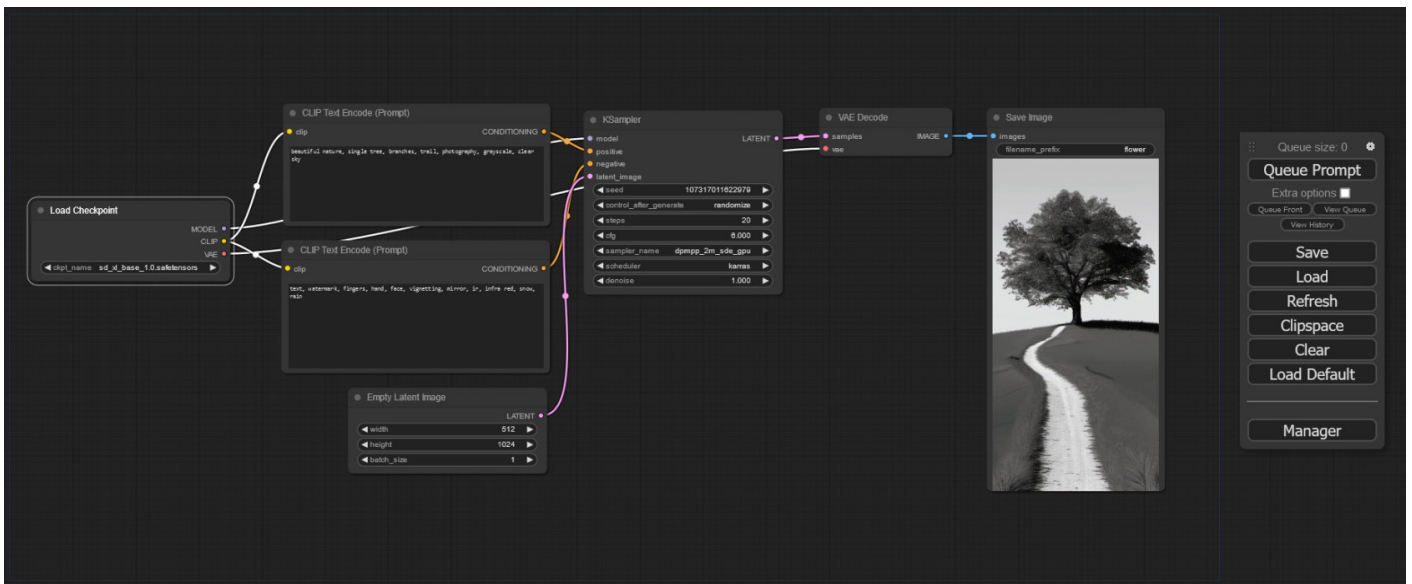 Load Checkpoint
MODEL
CLIP
VAE
ckpt_name sd_xl_base_1.0.safetensors
CLIP Text Encode (Prompt)
clip CONDITIONING
beautiful nature, single tree, branches, trail, photography, grayscale, clear
sky
CLIP Text Encode (Prompt)
clip CONDITIONING
text, watermark, fingers, hand, face, vignetting, mirror, ir, infra red, snow,
rain
Empty Latent Image
LATENT
width 512
height 1024
batch_size 1
KSampler
model LATENT
positive
negative
latent_image
seed 107317011622979
control_after_generate randomize
steps 20
cfg 6.000
sampler_name dpmpp_2m_sde_gpu
scheduler karras
denoise 1.000
VAE Decode
samples IMAGE
vae
Save Image
images
filename_prefix flower
Queue size: 0
Queue Prompt
Extra options
Queue Front View Queue
View History
Save
Load
Refresh
Clipspace
Clear
Load Default
Manager